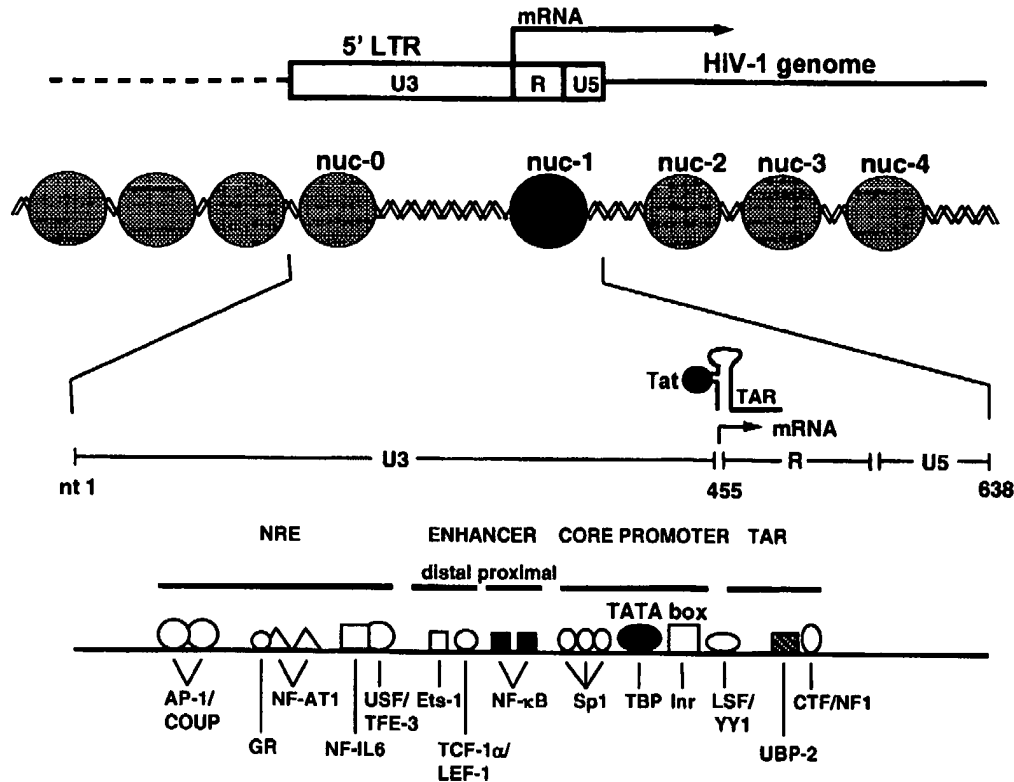 mRNA
5' LTR
U3 R U5 HIV-1 genome
nuc-0 nuc-1 nuc-2 nuc-3 nuc-4
Tat
TAR
mRNA
U3 R U5
nt 1 455 638
NRE ENHANCER CORE PROMOTER TAR
distal proximal
TATA box
AP-1/ NF-AT1 USF/ Ets-1 NF-κB Sp1 TBP Inr LSF/ CTF/NF1
COUP TFE-3 YY1
GR NF-IL6 TCF-1α/ UBP-2
LEF-1